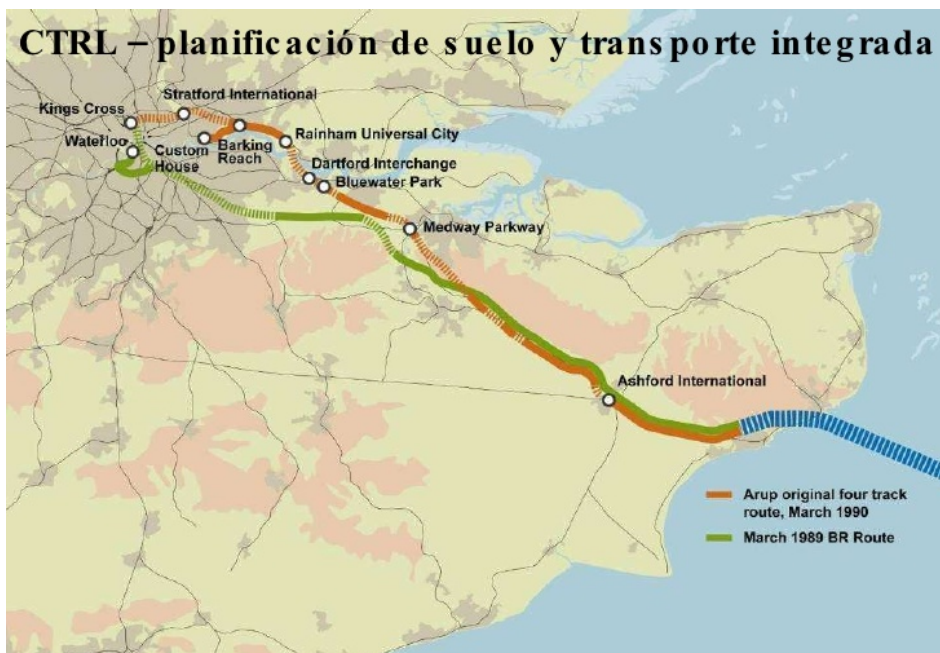 CTRL – planificación de suelo y transporte integrada
Stratford International
Kings Cross
Rainham Universal City
Waterloo
Custom
House
Barking
Reach
Dartford Interchange
Bluewater Park
Medway Parkway
Ashford International
Arup original four track
route, March 1990
March 1989 BR Route